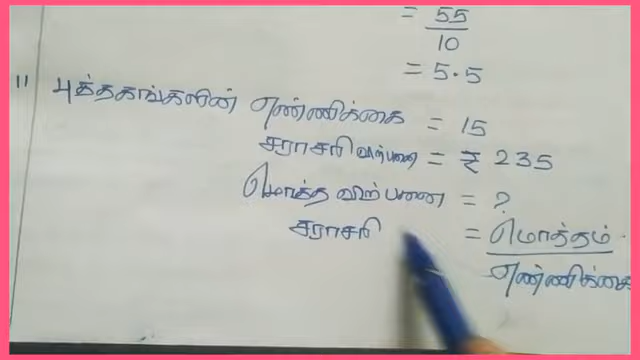 = 55
10
= 5.5
11 புத்தகங்களின் எண்ணிக்கை = 15
சராசரி விற்பனை = ₹ 235
மொத்த விற்பனை = ?
சராசரி = மொத்தம்
எண்ணிக்கை